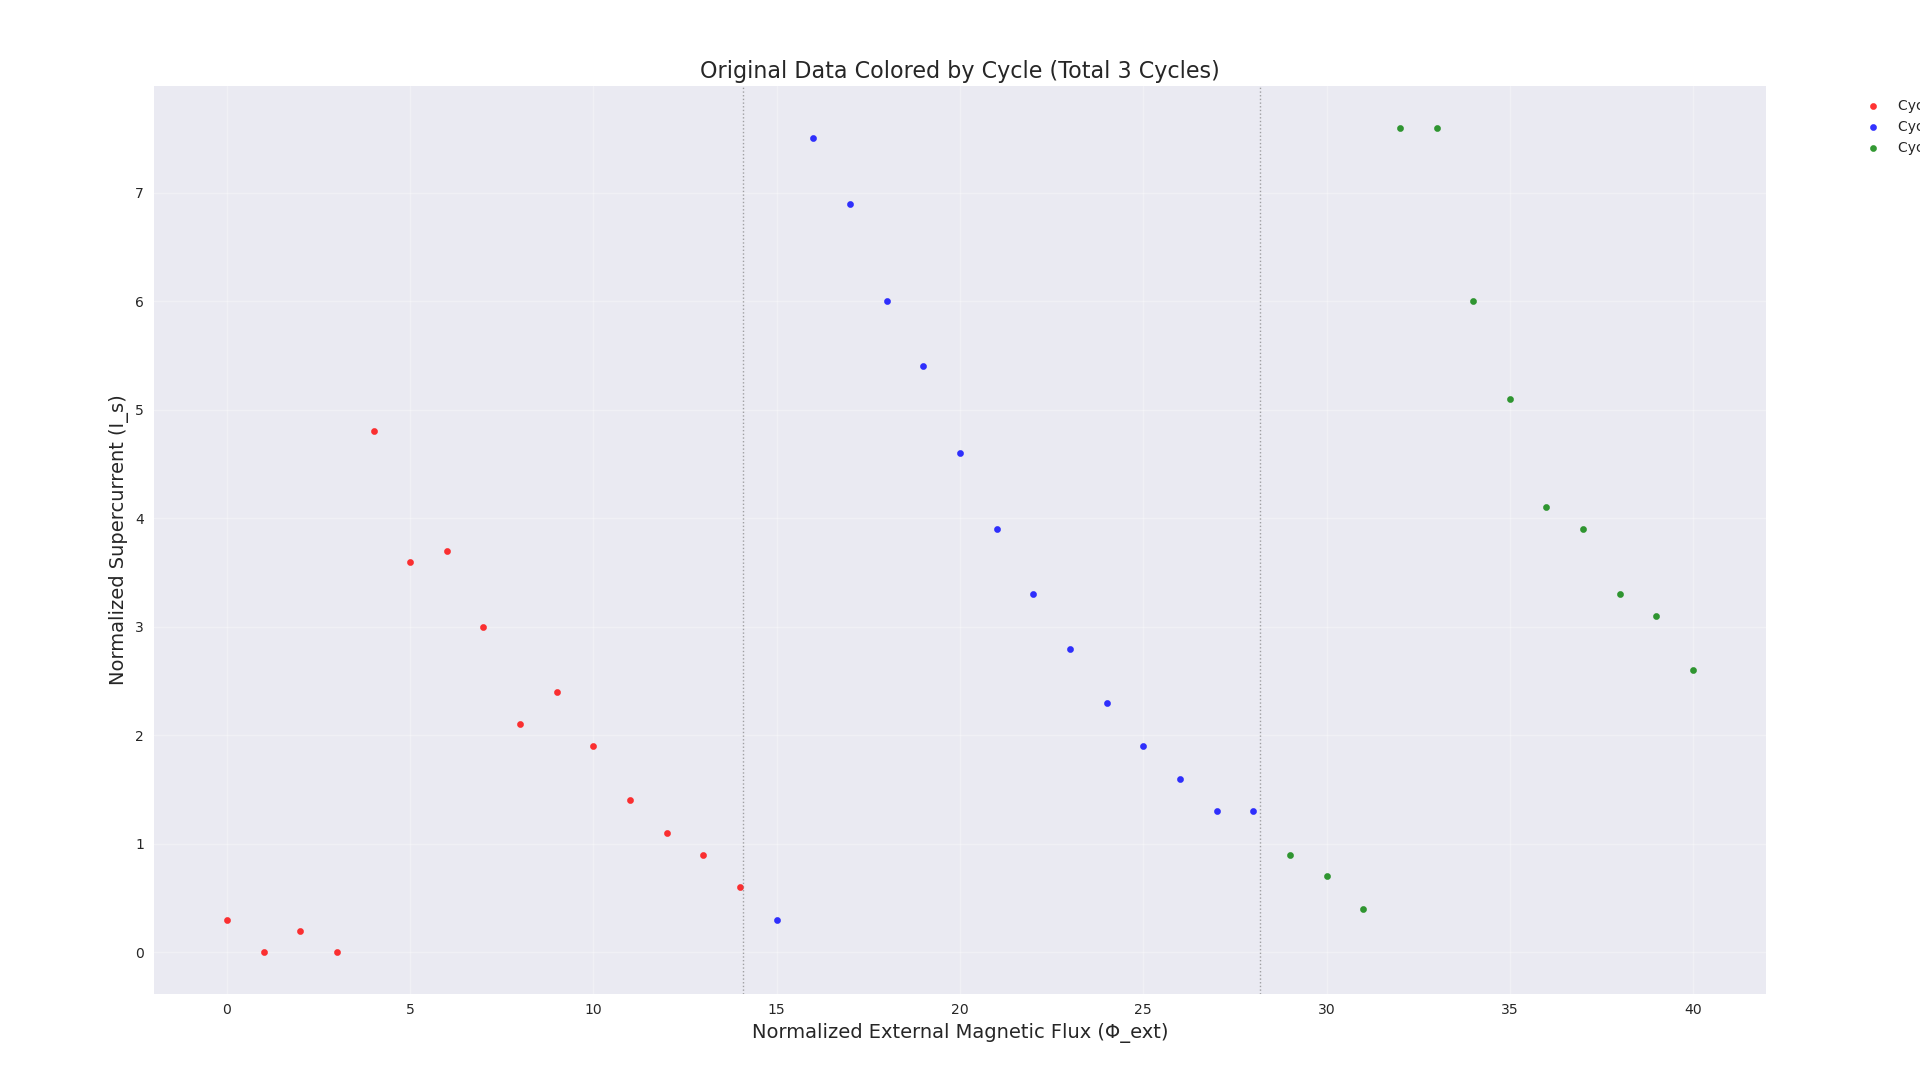 Original Data Colored by Cycle (Total 3 Cycles)
Cyc
Cyc
Cyc
Normalized Supercurrent (I_s)
7
6
5
4
3
2
1
0
0 5 10 15 20 25 30 35 40
Normalized External Magnetic Flux (Φ_ext)